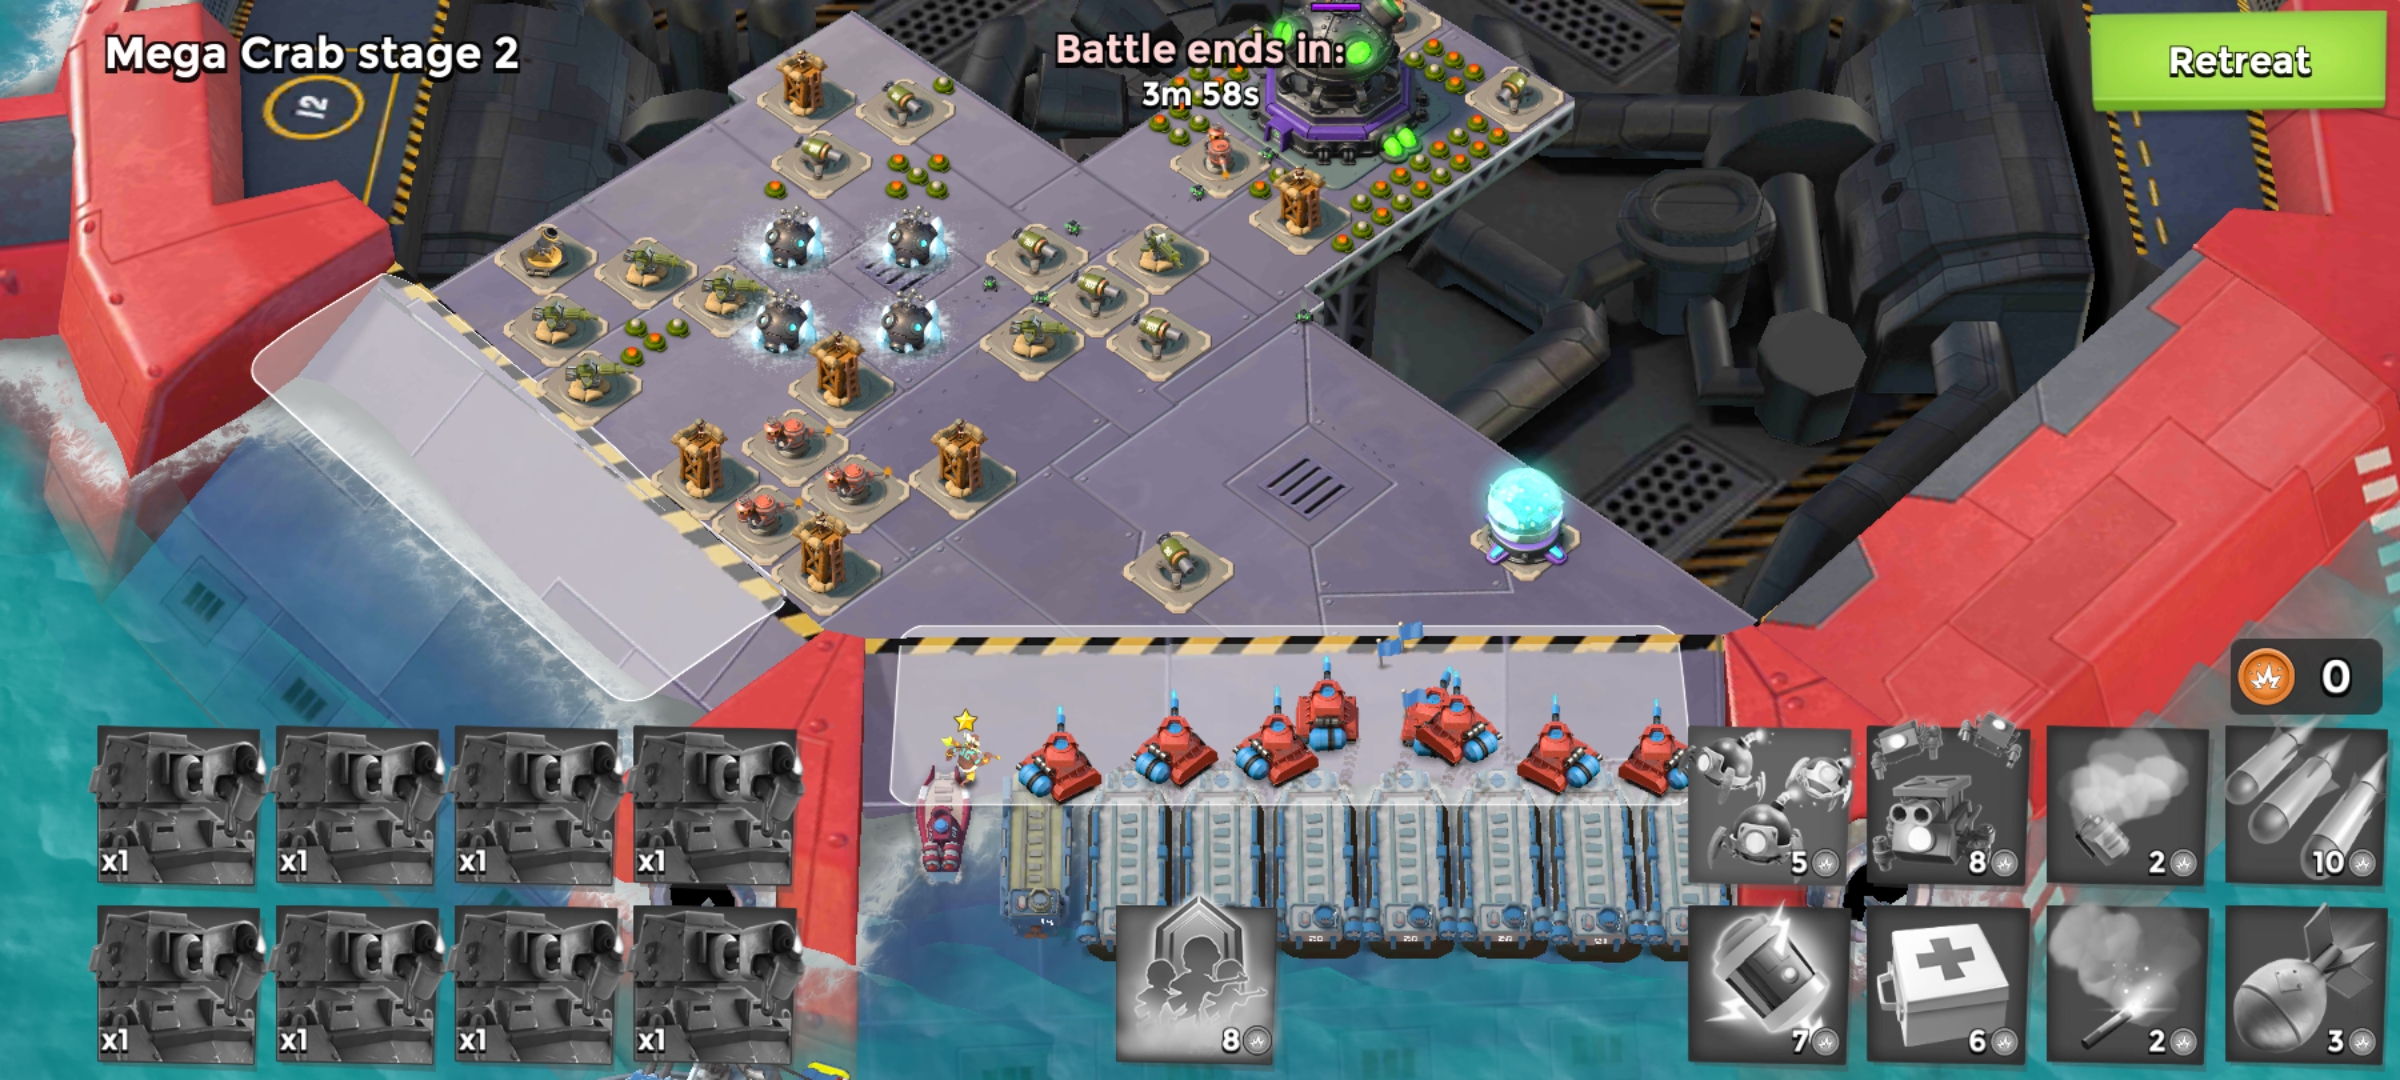 Mega Crab stage 2
Battle ends in:
3m 58s
Retreat
12
0
x1
x1
x1
x1
5
8
2
10
x1
x1
x1
x1
8
7
6
2
3